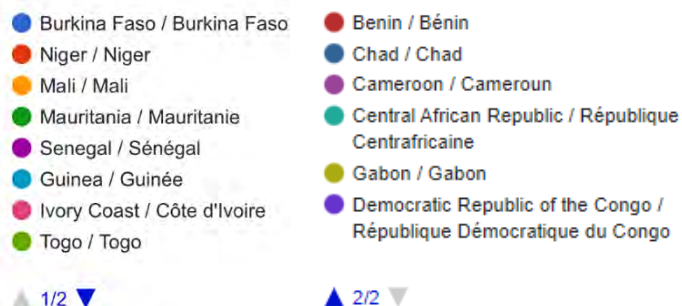 Burkina Faso / Burkina Faso
Niger / Niger
Mali / Mali
Mauritania / Mauritanie
Senegal / Sénégal
Guinea / Guinée
Ivory Coast / Côte d'Ivoire
Togo / Togo
1/2
Benin / Bénin
Chad / Chad
Cameroon / Cameroun
Central African Republic / République
Centrafricaine
Gabon / Gabon
Democratic Republic of the Congo /
République Démocratique du Congo
2/2